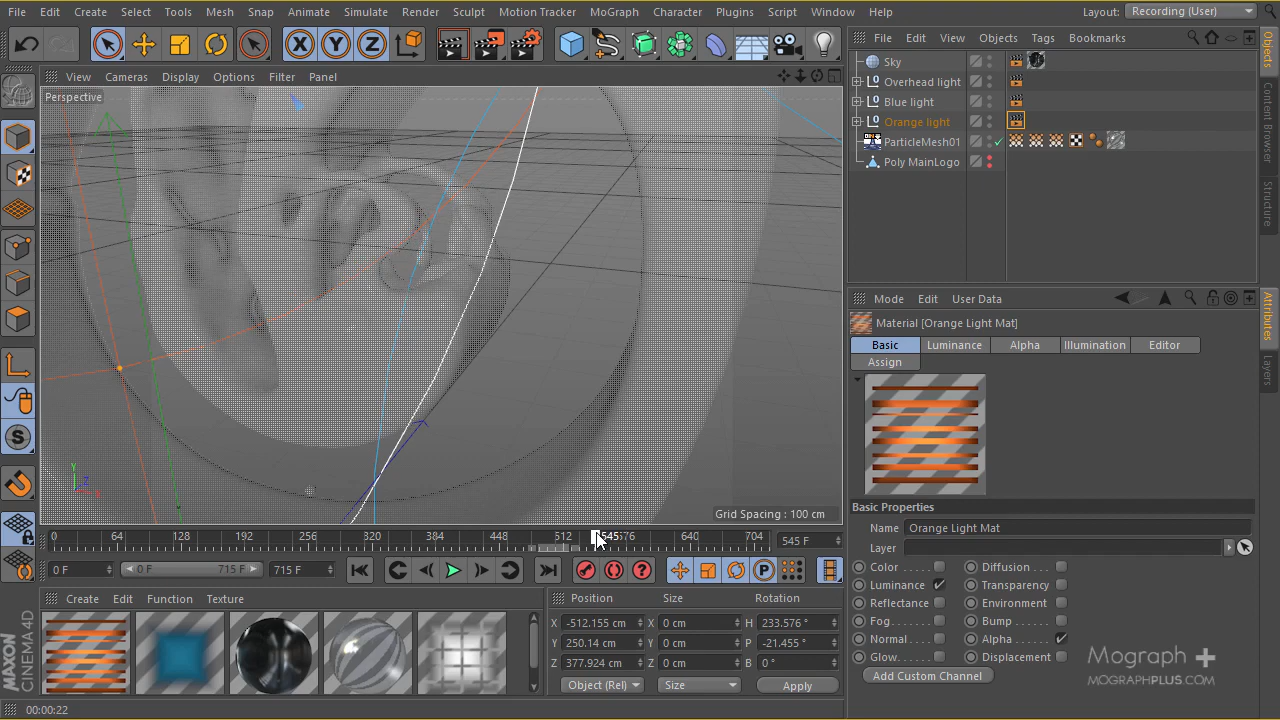 File Edit Create Select Tools Mesh Snap Animate Simulate Render Sculpt Motion Tracker MoGraph Character Plugins Script Window Help Layout: Recording (User)
X Y Z
File Edit View Objects Tags Bookmarks
View Cameras Display Options Filter Panel
Perspective
Sky
Overhead light
Blue light
Orange light
ParticleMesh01
Poly MainLogo
Objects
Content Browser
Structure
Mode Edit User Data
Attributes
Layers
Material [Orange Light Mat]
Basic Luminance Alpha Illumination Editor
Assign
Y
Z
X
Grid Spacing : 100 cm
Basic Properties
Name Orange Light Mat
Layer
Color Diffusion
Luminance Transparency
Reflectance Environment
Fog Bump
Normal Alpha
Glow Displacement
Add Custom Channel
0 64 128 192 256 320 384 448 512 545 576 640 704 545 F
0 F 0 F 715 F 715 F
Create Edit Function Texture
Position Size Rotation
X -512.155 cm X 0 cm H 233.576 °
Y 250.14 cm Y 0 cm P -21.455 °
Z 377.924 cm Z 0 cm B 0 °
Object (Rel) Size Apply
MAXON
CINEMA 4D
00:00:22
Mograph +
MOGRAPHPLUS.COM